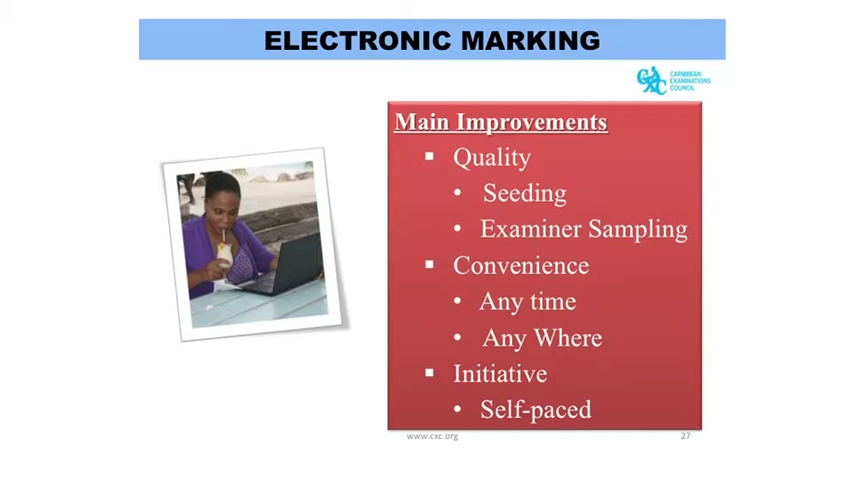 ELECTRONIC MARKING
CXC
CARIBBEAN
EXAMINATIONS
COUNCIL
Main Improvements
▪ Quality
• Seeding
• Examiner Sampling
▪ Convenience
• Any time
• Any Where
▪ Initiative
• Self-paced
www.cxc.org
27